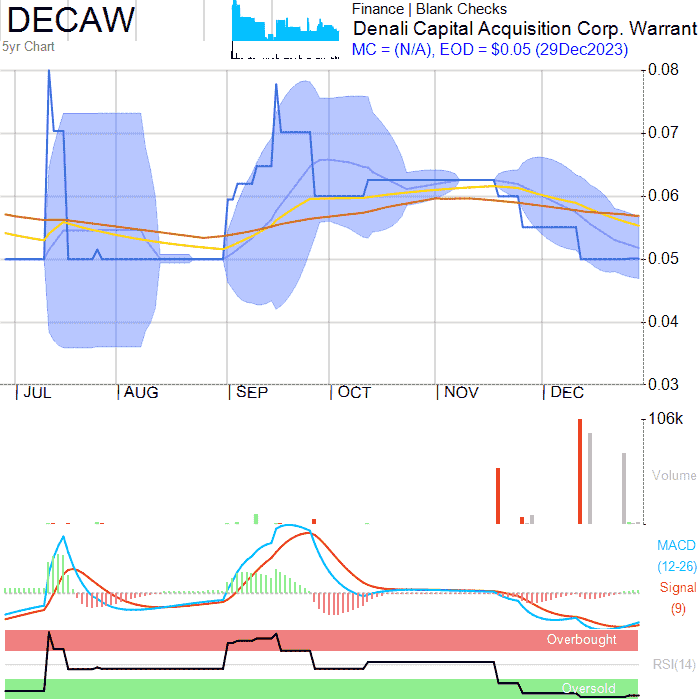 DECAW
5yr Chart
Finance | Blank Checks
Denali Capital Acquisition Corp. Warrant
MC = (N/A), EOD = $0.05 (29Dec2023)
0.08
0.07
0.06
0.05
0.04
0.03
JUL AUG SEP OCT NOV DEC
106k
Volume
MACD
(12-26)
Signal
(9)
Overbought
RSI(14)
Oversold